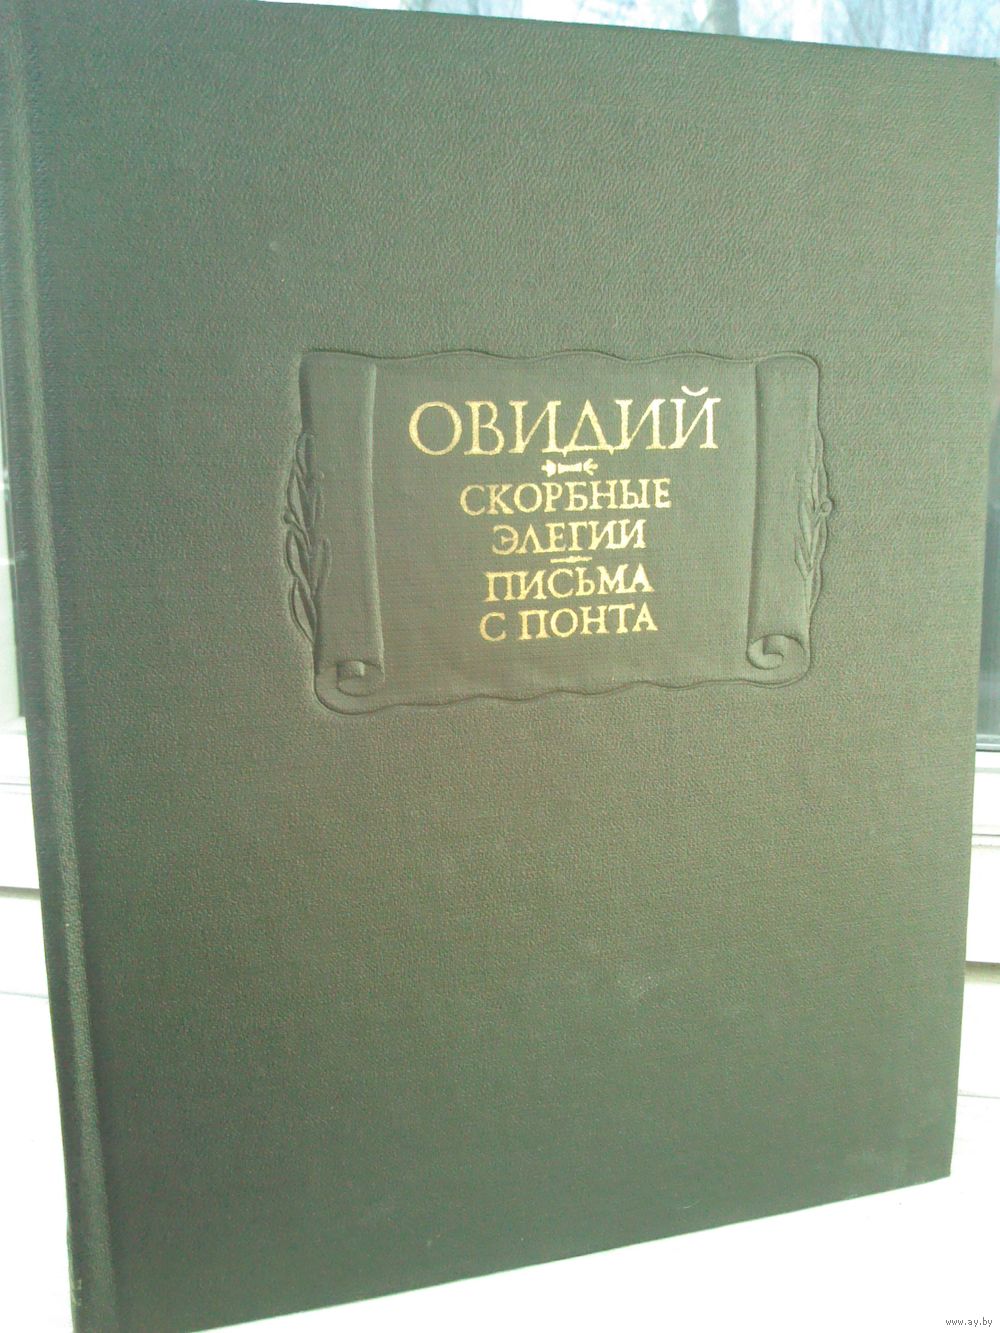 ОВИДИЙ
СКОРБНЫЕ
ЭЛЕГИИ
ПИСЬМА
С ПОНТА
www.ay.by